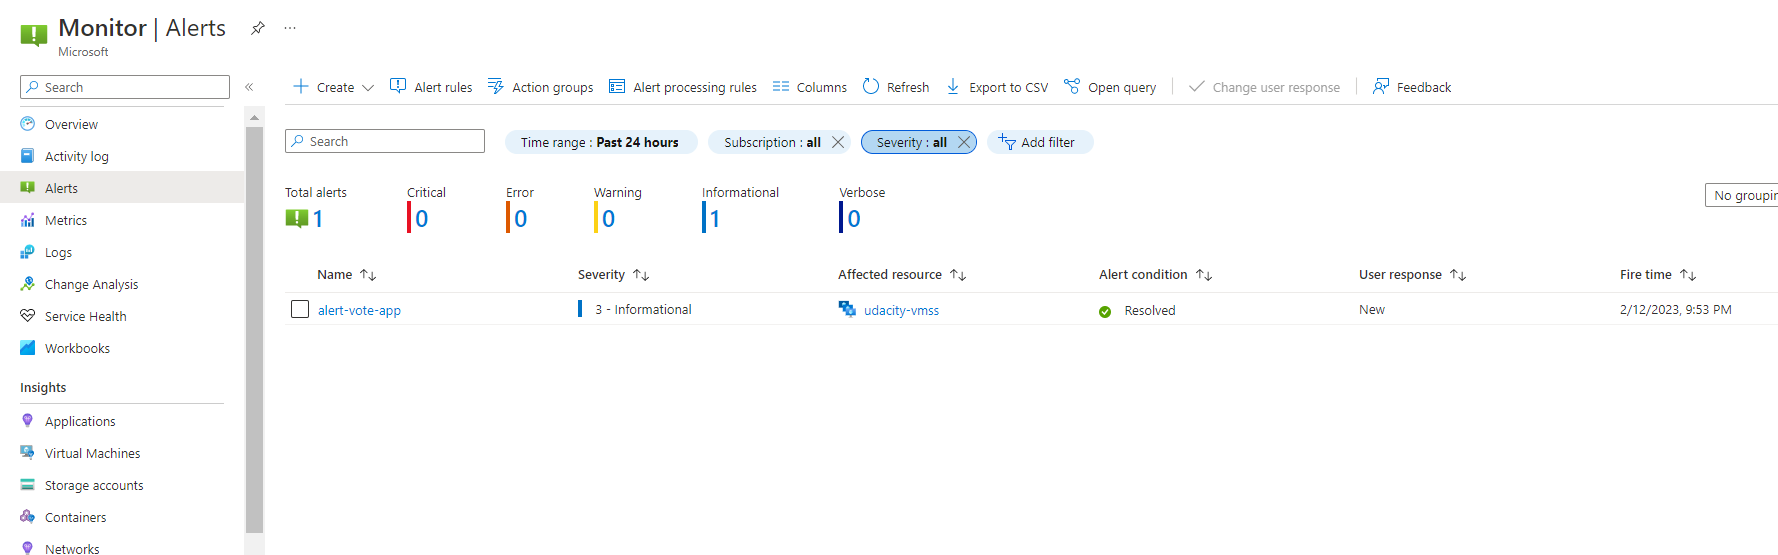 Monitor | Alerts
Microsoft
Search
Overview
Activity log
Alerts
Metrics
Logs
Change Analysis
Service Health
Workbooks
Insights
Applications
Virtual Machines
Storage accounts
Containers
Networks
Create Alert rules Action groups Alert processing rules Columns Refresh Export to CSV Open query Change user response Feedback
Search Time range : Past 24 hours Subscription : all Severity : all Add filter
Total alerts Critical Error Warning Informational Verbose
1 0 0 0 1 0
No groupin
Name Severity Affected resource Alert condition User response Fire time
alert-vote-app 3 - Informational udacity-vmss Resolved New 2/12/2023, 9:53 PM